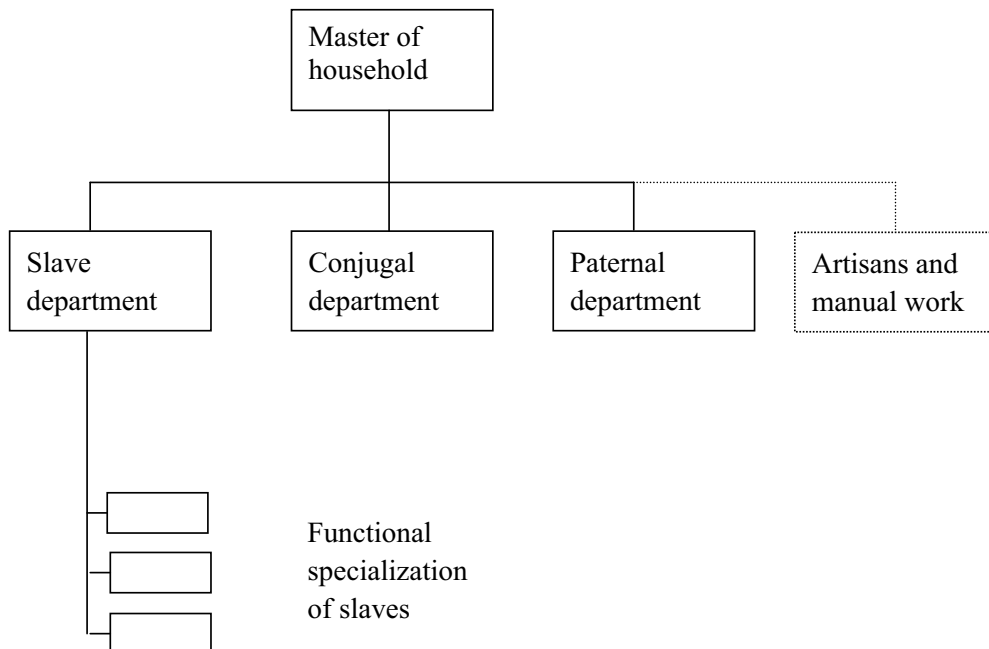 Master of
household
Slave
department
Conjugal
department
Paternal
department
Artisans and
manual work
Functional
specialization
of slaves